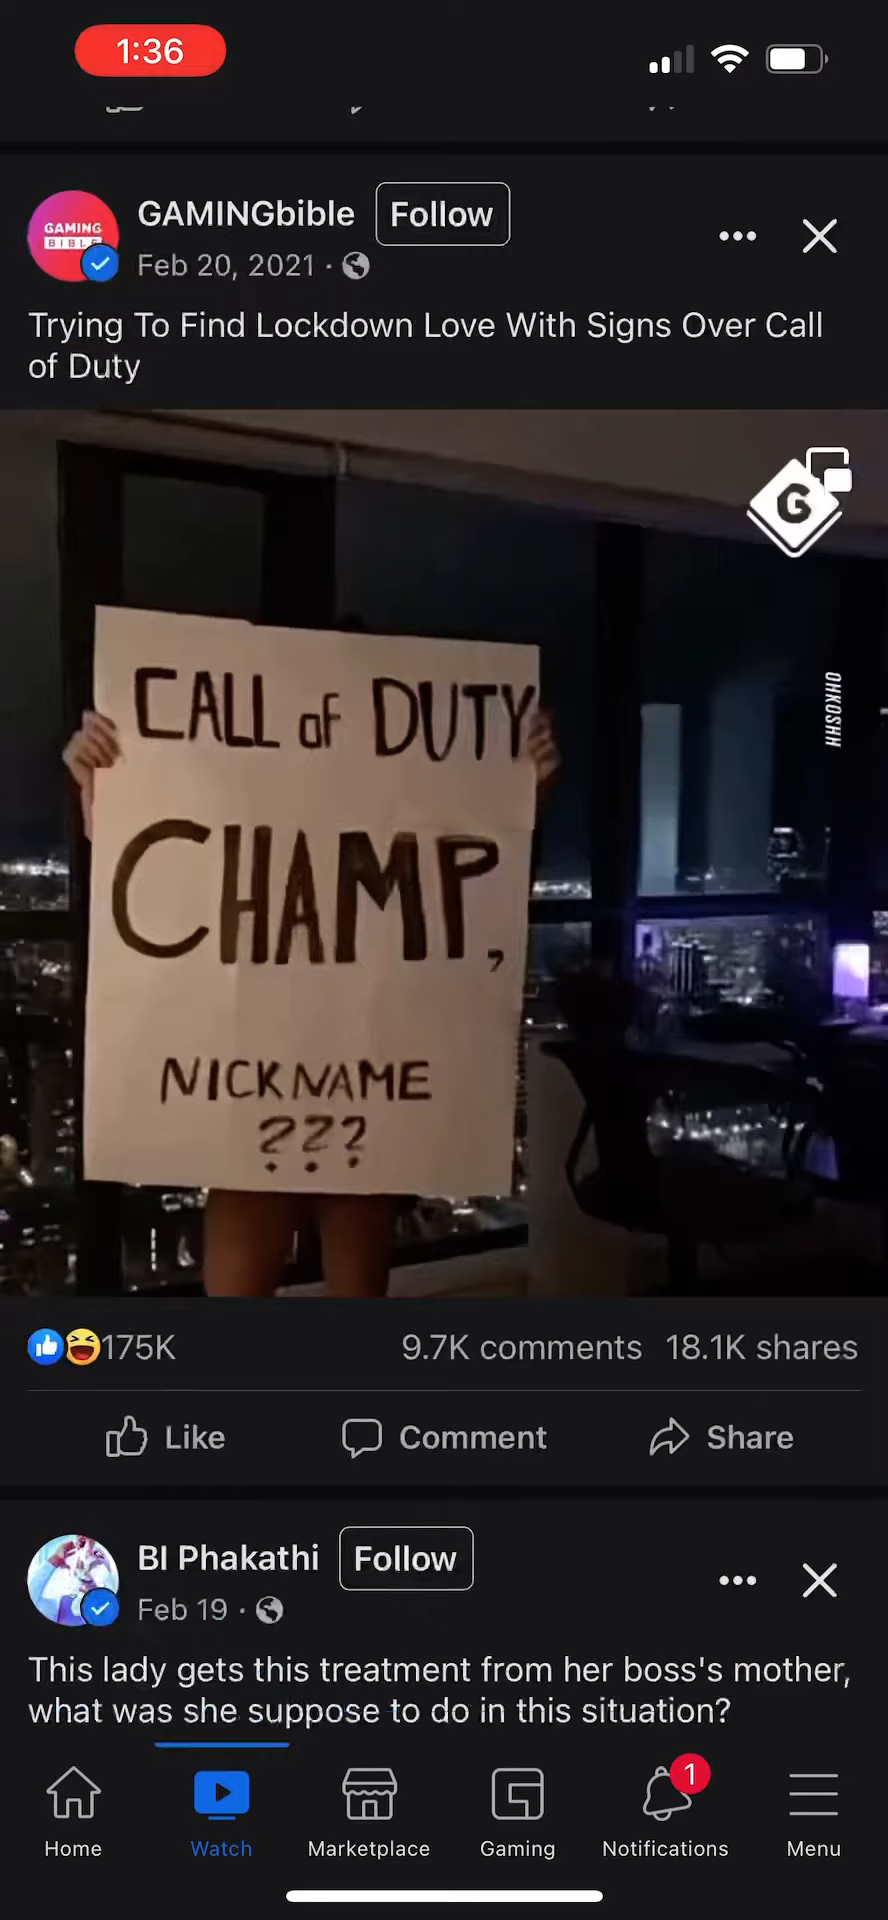 1:36
GAMINGbible Follow
GAMING
BIBLE
Feb 20, 2021 ·
Trying To Find Lockdown Love With Signs Over Call
of Duty
G
OHKOSHH
CALL of DUTY
CHAMP,
NICKNAME
???
175K 9.7K comments 18.1K shares
Like Comment Share
BI Phakathi Follow
Feb 19 ·
This lady gets this treatment from her boss's mother,
what was she suppose to do in this situation?
1
Home Watch Marketplace Gaming Notifications Menu